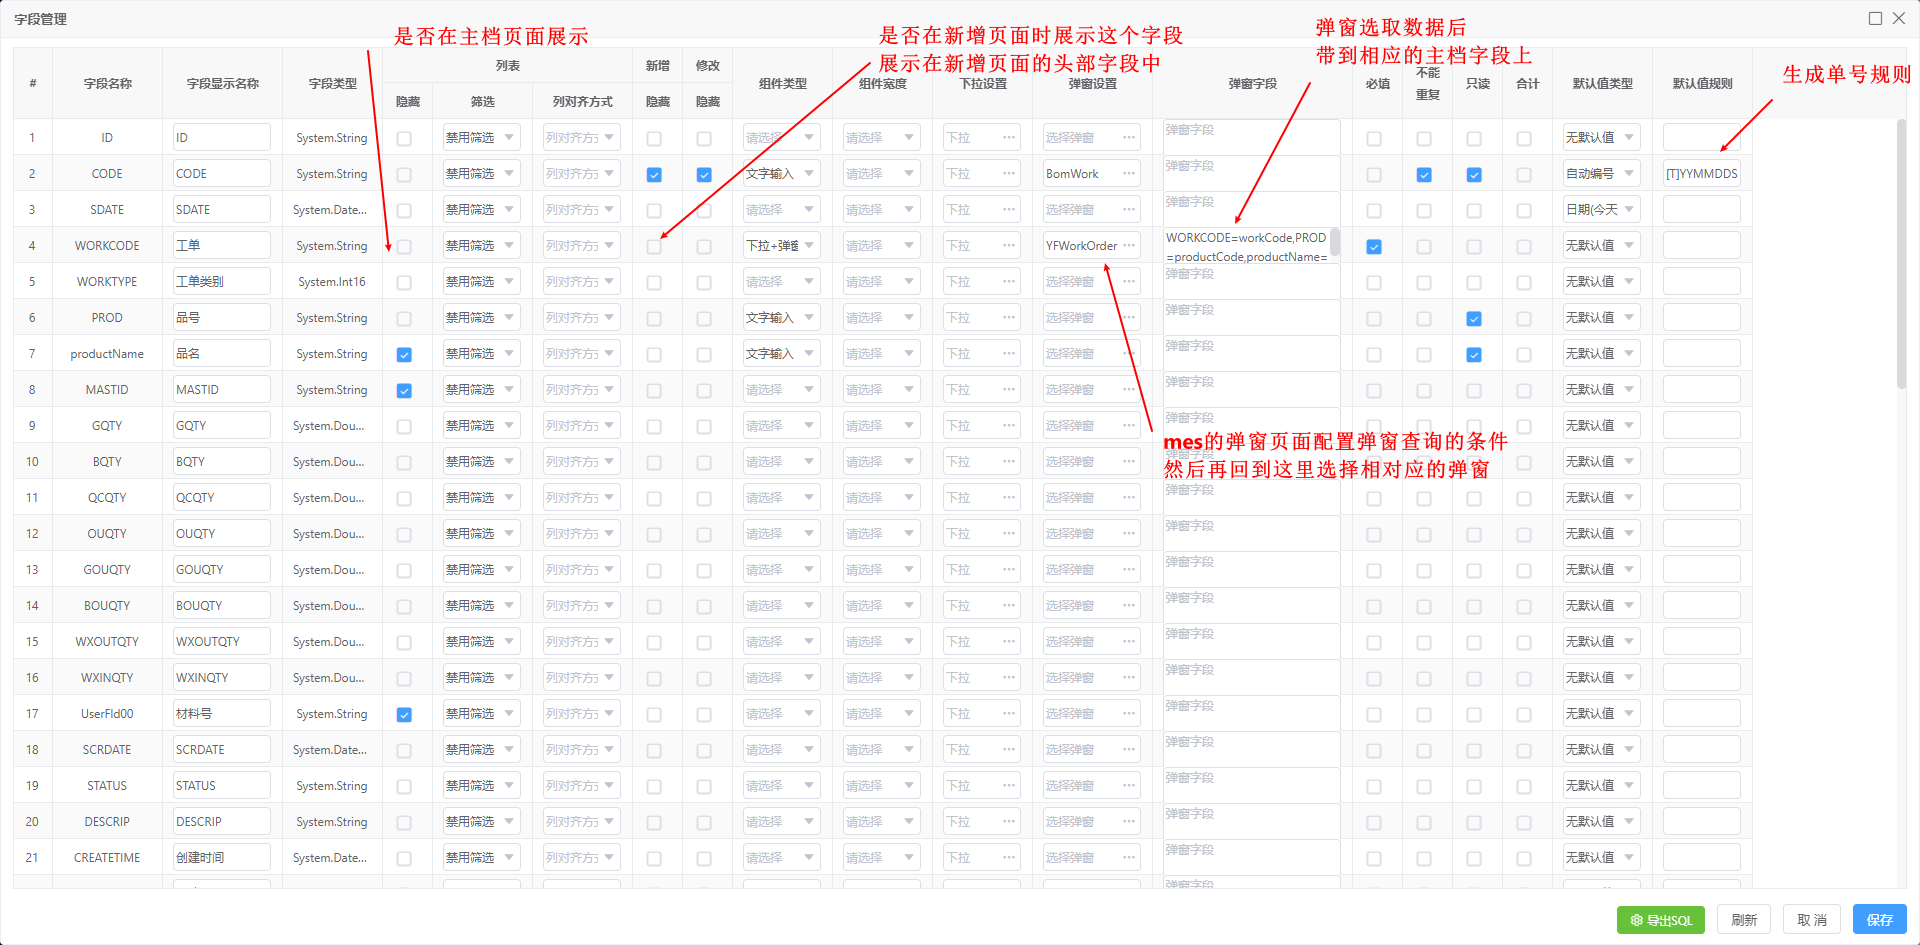 字段管理
是否在主档页面展示
是否在新增页面时展示这个字段
展示在新增页面的头部字段中
弹窗选取数据后
带到相应的主档字段上
生成单号规则
# 字段名称 字段显示名称 字段类型 列表 新增 修改 组件类型 组件宽度 下拉设置 弹窗设置 弹窗字段 必填 不能重复 只读 合计 默认值类型 默认值规则
隐藏 筛选 列对齐方式 隐藏 隐藏
1 ID ID System.String 禁用筛选 列对齐方式 请选择 请选择 下拉 选择弹窗 弹窗字段 无默认值
2 CODE CODE System.String 禁用筛选 列对齐方式 文字输入 请选择 下拉 BomWork 弹窗字段 自动编号 [T]YYMMDDS
3 SDATE SDATE System.Date... 禁用筛选 列对齐方式 请选择 请选择 下拉 选择弹窗 弹窗字段 日期(今天
4 WORKCODE 工单 System.String 禁用筛选 列对齐方式 下拉+弹窗 请选择 下拉 YFWorkOrder WORKCODE=workCode,PROD
=productCode,productName= 无默认值
5 WORKTYPE 工单类别 System.Int16 禁用筛选 列对齐方式 请选择 请选择 下拉 选择弹窗 弹窗字段 无默认值
6 PROD 品号 System.String 禁用筛选 列对齐方式 文字输入 请选择 下拉 选择弹窗 弹窗字段 无默认值
7 productName 品名 System.String 禁用筛选 列对齐方式 文字输入 请选择 下拉 选择弹窗 弹窗字段 无默认值
8 MASTID MASTID System.String 禁用筛选 列对齐方式 请选择 请选择 下拉 选择弹窗 弹窗字段 无默认值
9 GQTY GQTY System.Dou... 禁用筛选 列对齐方式 请选择 请选择 下拉 选择弹窗 弹窗字段 无默认值
mes的弹窗页面配置弹窗查询的条件
然后再回到这里选择相对应的弹窗
10 BQTY BQTY System.Dou... 禁用筛选 列对齐方式 请选择 请选择 下拉 选择弹窗 弹窗字段 无默认值
11 QCQTY QCQTY System.Dou... 禁用筛选 列对齐方式 请选择 请选择 下拉 选择弹窗 弹窗字段 无默认值
12 OUQTY OUQTY System.Dou... 禁用筛选 列对齐方式 请选择 请选择 下拉 选择弹窗 弹窗字段 无默认值
13 GOUQTY GOUQTY System.Dou... 禁用筛选 列对齐方式 请选择 请选择 下拉 选择弹窗 弹窗字段 无默认值
14 BOUQTY BOUQTY System.Dou... 禁用筛选 列对齐方式 请选择 请选择 下拉 选择弹窗 弹窗字段 无默认值
15 WXOUTQTY WXOUTQTY System.Dou... 禁用筛选 列对齐方式 请选择 请选择 下拉 选择弹窗 弹窗字段 无默认值
16 WXINQTY WXINQTY System.Dou... 禁用筛选 列对齐方式 请选择 请选择 下拉 选择弹窗 弹窗字段 无默认值
17 UserFld00 材料号 System.String 禁用筛选 列对齐方式 请选择 请选择 下拉 选择弹窗 弹窗字段 无默认值
18 SCRDATE SCRDATE System.Date... 禁用筛选 列对齐方式 请选择 请选择 下拉 选择弹窗 弹窗字段 无默认值
19 STATUS STATUS System.String 禁用筛选 列对齐方式 请选择 请选择 下拉 选择弹窗 弹窗字段 无默认值
20 DESCRIP DESCRIP System.String 禁用筛选 列对齐方式 请选择 请选择 下拉 选择弹窗 弹窗字段 无默认值
21 CREATETIME 创建时间 System.Date... 禁用筛选 列对齐方式 请选择 请选择 下拉 选择弹窗 弹窗字段 无默认值
弹窗字段
导出SQL 刷新 取 消 保存